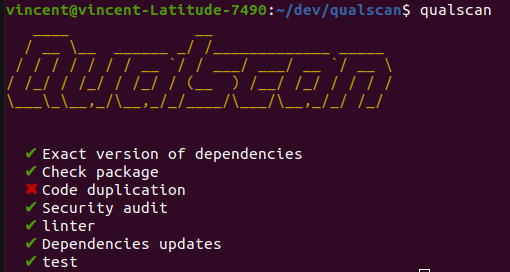 vincent@vincent-Latitude-7490:~/dev/qualscan$ qualscan
Qualscan
✔ Exact version of dependencies
✔ Check package
✖ Code duplication
✔ Security audit
✔ linter
✔ Dependencies updates
✔ test